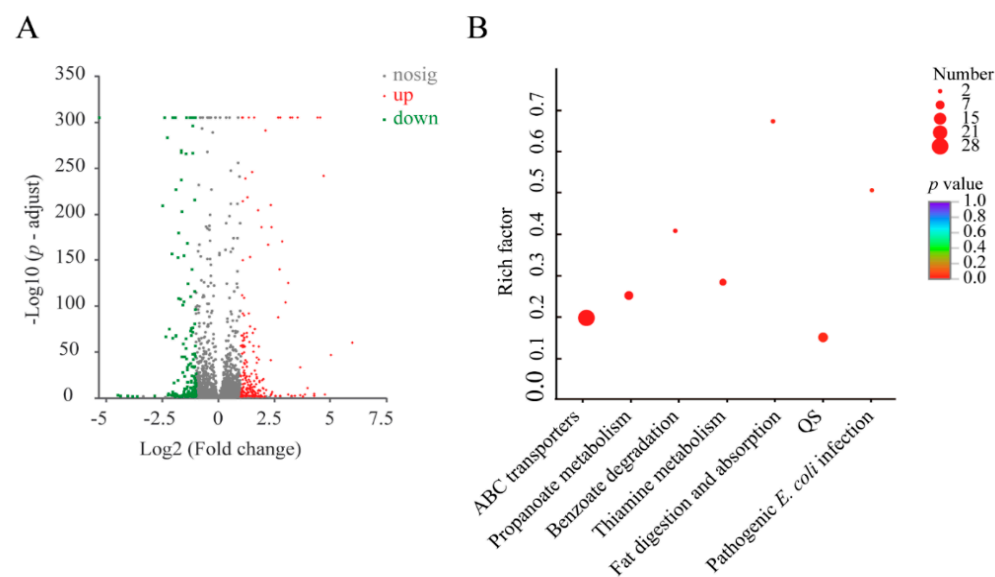 A
350
300
250
200
150
100
50
0
-Log10 (p - adjust)
-5
-2.5
0
2.5
5
7.5
Log2 (Fold change)
nosig
up
down
B
0.7
0.6
0.5
0.4
0.3
0.2
0.1
0.0
Rich factor
ABC transporters
Propanoate metabolism
Benzoate degradation
Thiamine metabolism
Fat digestion and absorption
QS
Pathogenic E. coli infection
Number
2
7
15
21
28
p value
1.0
0.8
0.6
0.4
0.2
0.0